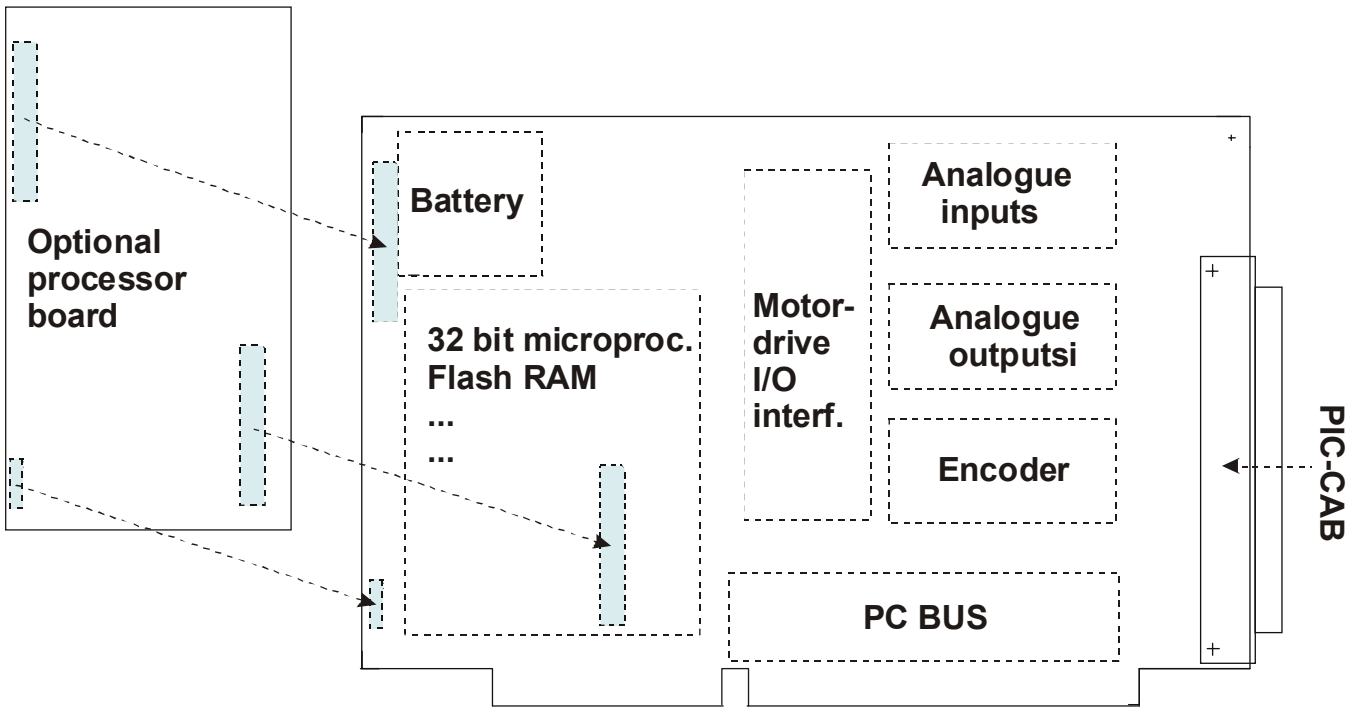 Optional
processor
board
Battery
32 bit microproc.
Flash RAM
...
...
Motor-
drive
I/O
interf.
Analogue
inputs
Analogue
outputsi
Encoder
PC BUS
PIC-CAB